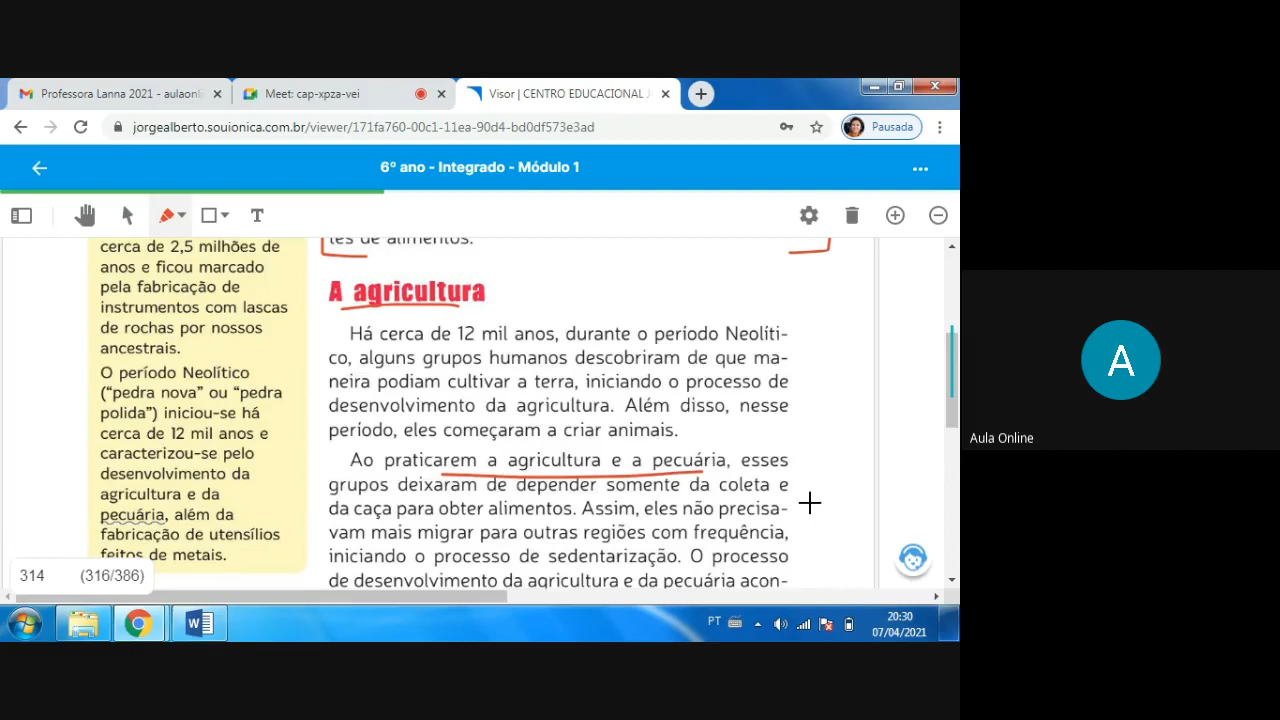 Professora Lanna 2021 - aulaonli
Meet: cap-xpza-vei
Visor | CENTRO EDUCACIONAL J
jorgealberto.souionica.com.br/viewer/171fa760-00c1-11ea-90d4-bd0df573e3ad
Pausada
6º ano - Integrado - Módulo 1
T
cerca de 2,5 milhões de
anos e ficou marcado
pela fabricação de
instrumentos com lascas
de rochas por nossos
ancestrais.
O período Neolítico
(“pedra nova” ou “pedra
polida”) iniciou-se há
cerca de 12 mil anos e
caracterizou-se pelo
desenvolvimento da
agricultura e da
pecuária, além da
fabricação de utensílios
feitos de metais.
tes de alimentos.
A agricultura
Há cerca de 12 mil anos, durante o período Neolíti-
co, alguns grupos humanos descobriram de que ma-
neira podiam cultivar a terra, iniciando o processo de
desenvolvimento da agricultura. Além disso, nesse
período, eles começaram a criar animais.
Ao praticarem a agricultura e a pecuária, esses
grupos deixaram de depender somente da coleta e
da caça para obter alimentos. Assim, eles não precisa-
vam mais migrar para outras regiões com frequência,
iniciando o processo de sedentarização. O processo
de desenvolvimento da agricultura e da pecuária acon-
314 (316/386)
PT
20:30
07/04/2021
A
Aula Online